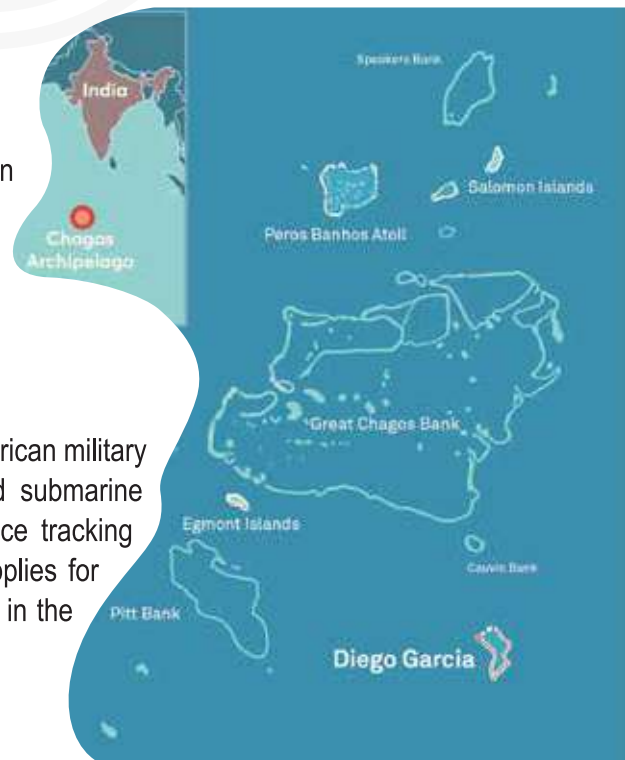 India
Chagos
Archipelago
n
rican military
d submarine
ce tracking
plies for
in the
Speakers Bank
Salomon Islands
Peros Banhos Atoll
Great Chagos Bank
Egmont Islands
Cauvin Bank
Pitt Bank
Diego Garcia